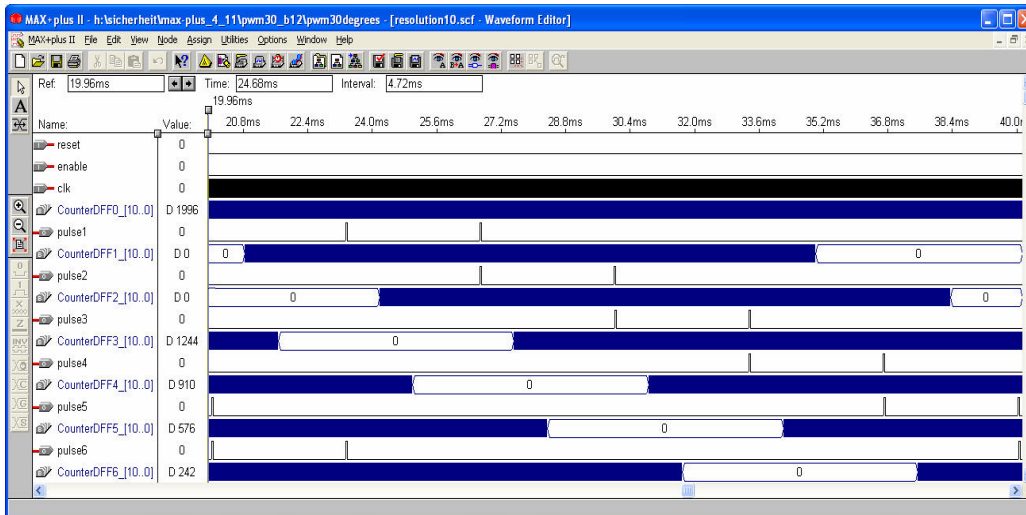 MAX+plus II - h:\sicherheit\max-plus_4_11\pwm30_b12\pwm30degrees - [resolution10.scf - Waveform Editor]
MAX+plus II File Edit View Node Assign Utilities Options Window Help
Ref: 19.96ms Time: 24.68ms Interval: 4.72ms
19.96ms
Name: Value: 20.8ms 22.4ms 24.0ms 25.6ms 27.2ms 28.8ms 30.4ms 32.0ms 33.6ms 35.2ms 36.8ms 38.4ms 40.0
reset 0
enable 0
clk 0
CounterDFF0_[10..0] D 1996
pulse1 0
CounterDFF1_[10..0] D 0 0 0
pulse2 0
CounterDFF2_[10..0] D 0 0 0
pulse3 0
CounterDFF3_[10..0] D 1244 0
pulse4 0
CounterDFF4_[10..0] D 910 0
pulse5 0
CounterDFF5_[10..0] D 576 0
pulse6 0
CounterDFF6_[10..0] D 242 0